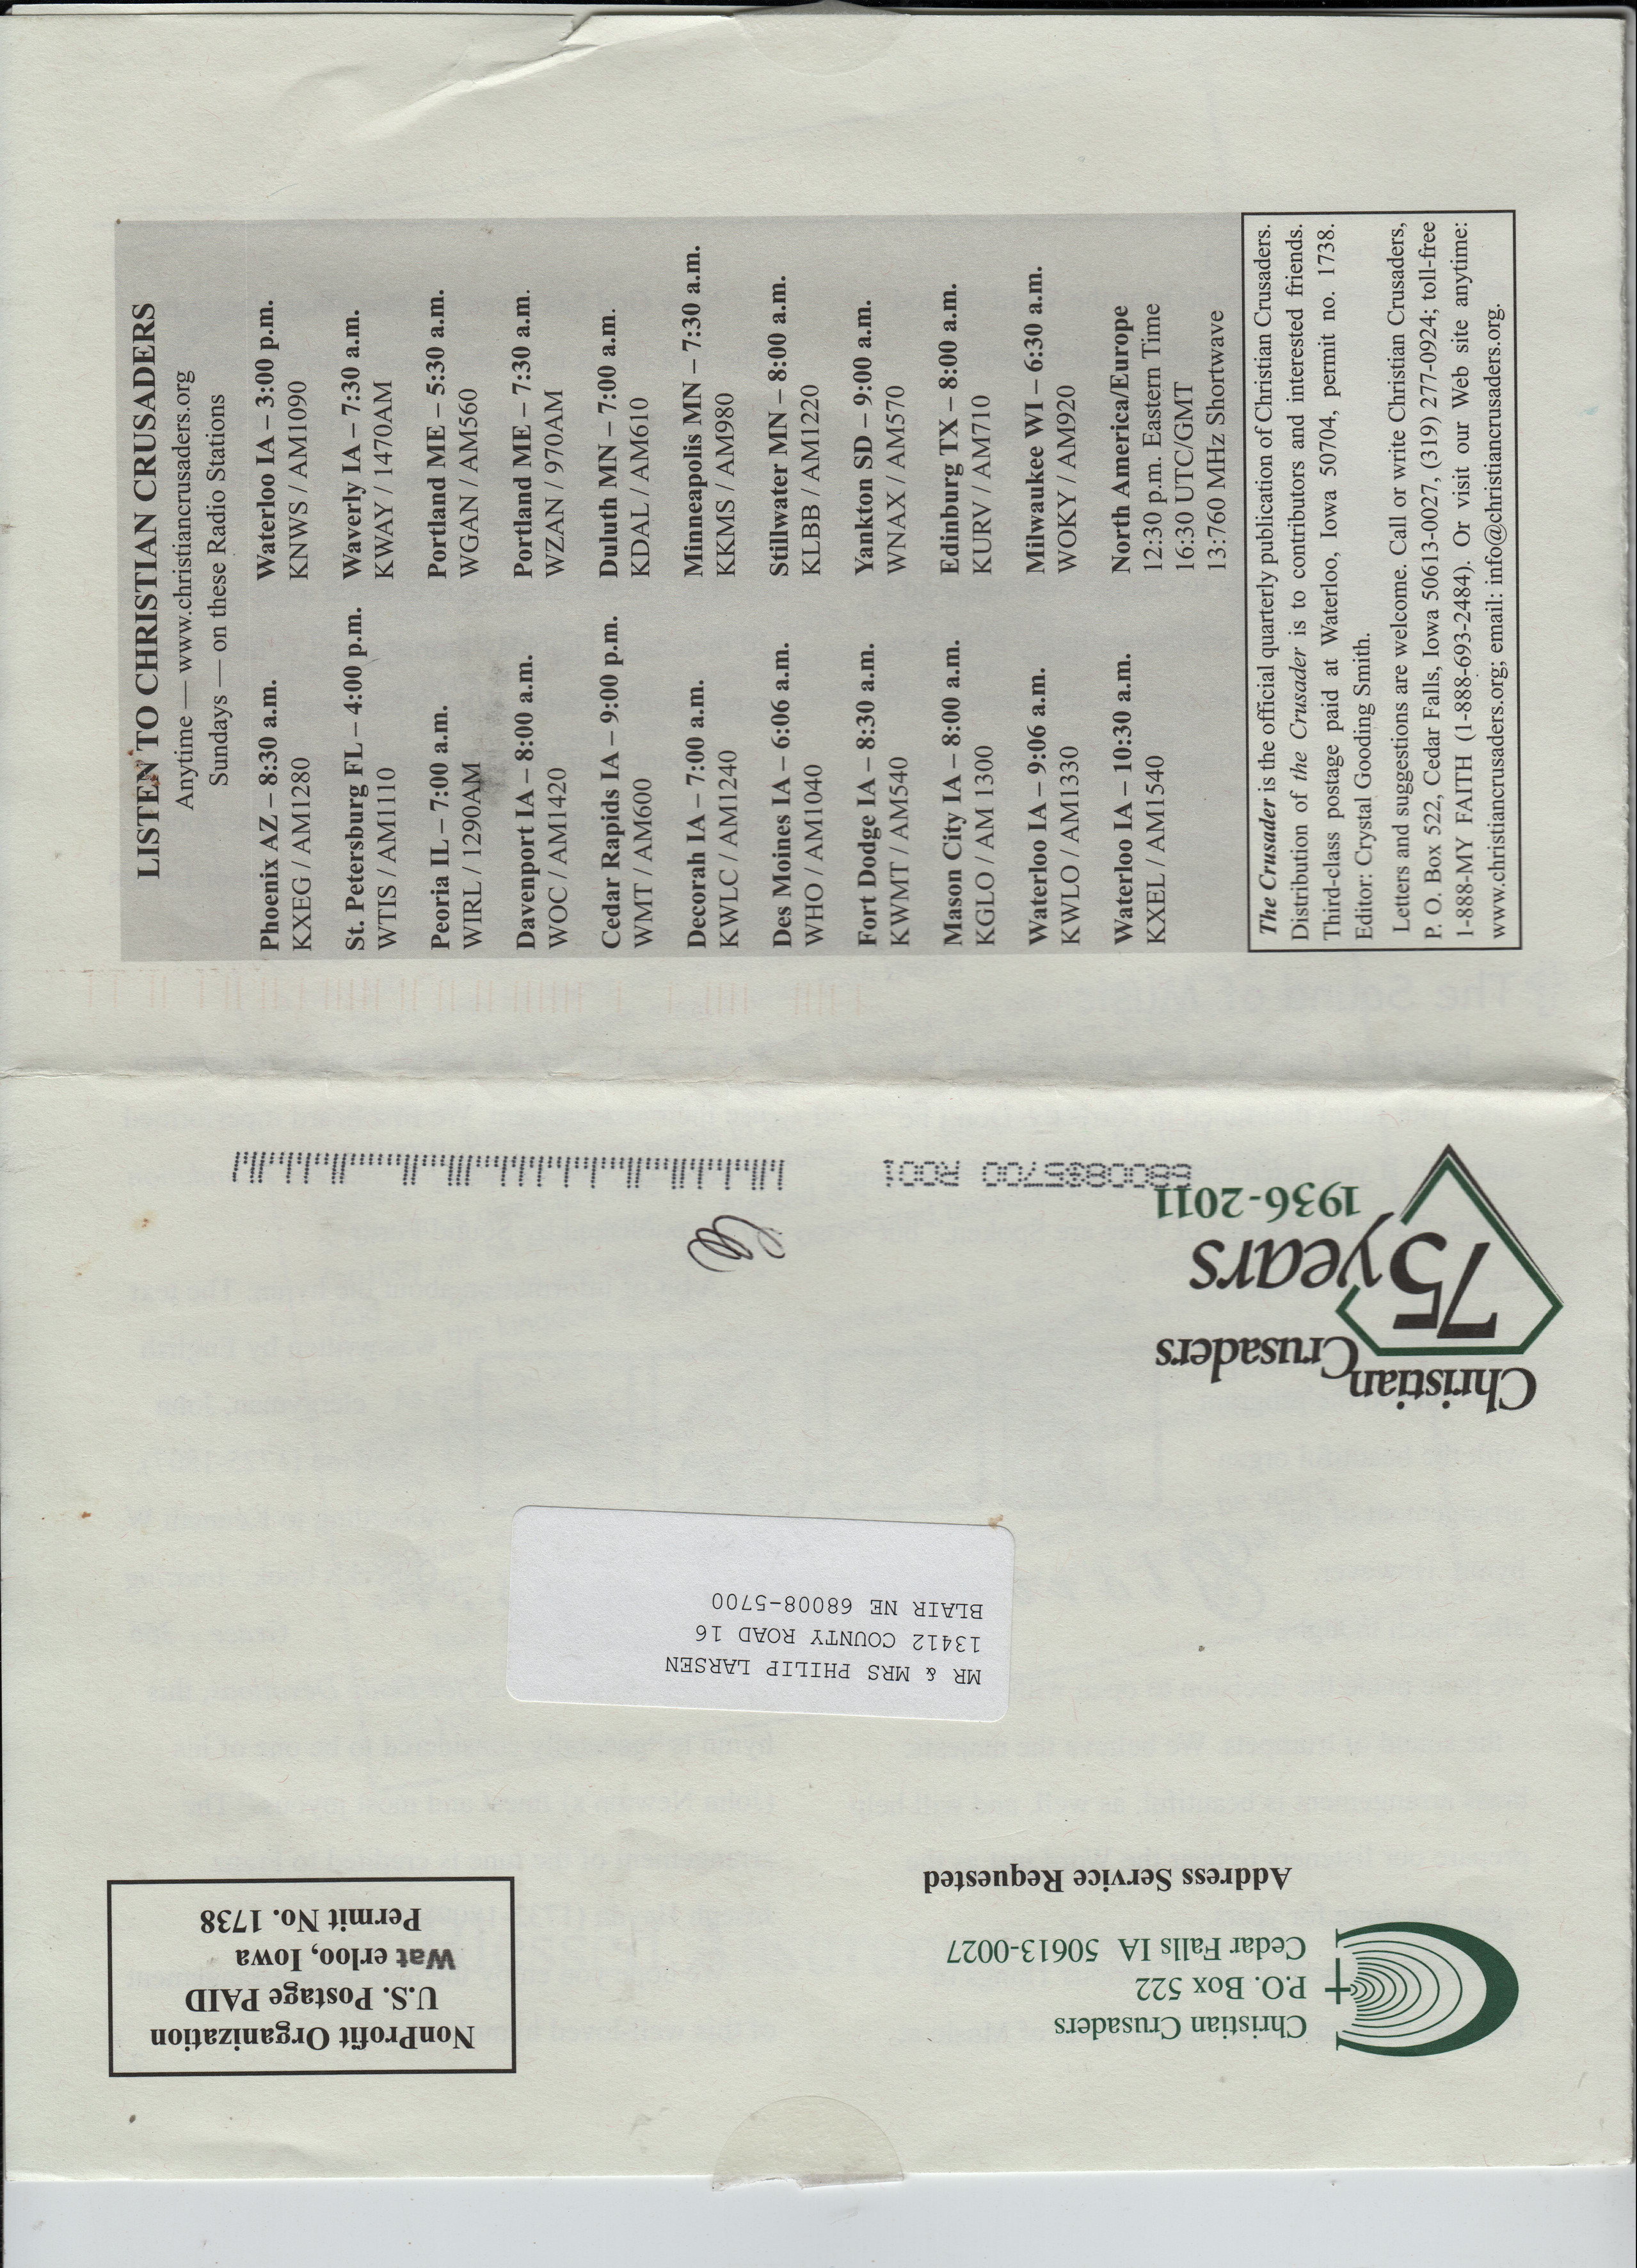 LISTEN TO CHRISTIAN CRUSADERS
Anytime — www.christiancrusaders.org
Sundays — on these Radio Stations
Phoenix AZ – 8:30 a.m.
KXEG / AM1280
St. Petersburg FL – 4:00 p.m.
WTIS / AM1110
Peoria IL – 7:00 a.m.
WIRL / 1290AM
Davenport IA – 8:00 a.m.
WOC / AM1420
Cedar Rapids IA – 9:00 p.m.
WMT / AM600
Decorah IA – 7:00 a.m.
KWLC / AM1240
Des Moines IA – 6:06 a.m.
WHO / AM1040
Fort Dodge IA – 8:30 a.m.
KWMT / AM540
Mason City IA – 8:00 a.m.
KGLO / AM 1300
Waterloo IA – 9:06 a.m.
KWLO / AM1330
Waterloo IA – 10:30 a.m.
KXEL / AM1540
Waterloo IA – 3:00 p.m.
KNWS / AM1090
Waverly IA – 7:30 a.m.
KWAY / 1470AM
Portland ME – 5:30 a.m.
WGAN / AM560
Portland ME – 7:30 a.m.
WZAN / 970AM
Duluth MN – 7:00 a.m.
KDAL / AM610
Minneapolis MN – 7:30 a.m.
KKMS / AM980
Stillwater MN – 8:00 a.m.
KLBB / AM1220
Yankton SD – 9:00 a.m.
WNAX / AM570
Edinburg TX – 8:00 a.m.
KURV / AM710
Milwaukee WI – 6:30 a.m.
WOKY / AM920
North America/Europe
12:30 p.m. Eastern Time
16:30 UTC/GMT
13:760 MHz Shortwave
The Crusader is the official quarterly publication of Christian Crusaders.
Distribution of the Crusader is to contributors and interested friends.
Third-class postage paid at Waterloo, Iowa 50704, permit no. 1738.
Editor: Crystal Gooding Smith.
Letters and suggestions are welcome. Call or write Christian Crusaders,
P. O. Box 522, Cedar Falls, Iowa 50613-0027, (319) 277-0924; toll-free
1-888-MY FAITH (1-888-693-2484). Or visit our Web site anytime:
www.christiancrusaders.org; email: info@christiancrusaders.org.
Christian Crusaders
P.O. Box 522
Cedar Falls IA 50613-0027
Address Service Requested
NonProfit Organization
U.S. Postage PAID
Wat erloo, Iowa
Permit No. 1738
MR & MRS PHILIP LARSEN
13412 COUNTY ROAD 16
BLAIR NE 68008-5700
Christian
Crusaders
75 years
1936-2011
68008$5700 R001